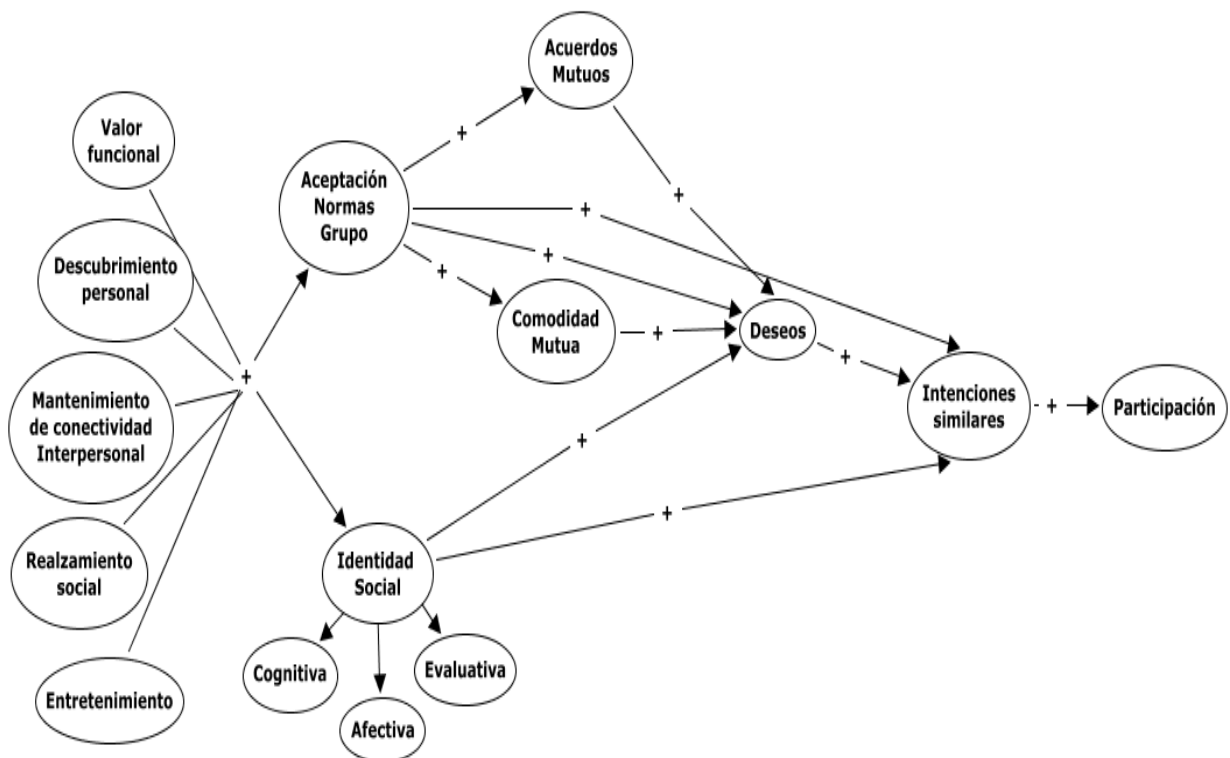 Acuerdos
Mutuos
Valor
funcional
+
Aceptación
Normas
Grupo
+
+
Descubrimiento
personal
+
+
Comodidad
Mutua
+
Deseos
+
+
Mantenimiento
de conectividad
Interpersonal
Intenciones
similares
+
Participación
+
+
Realzamiento
social
Identidad
Social
Cognitiva
Evaluativa
Entretenimiento
Afectiva